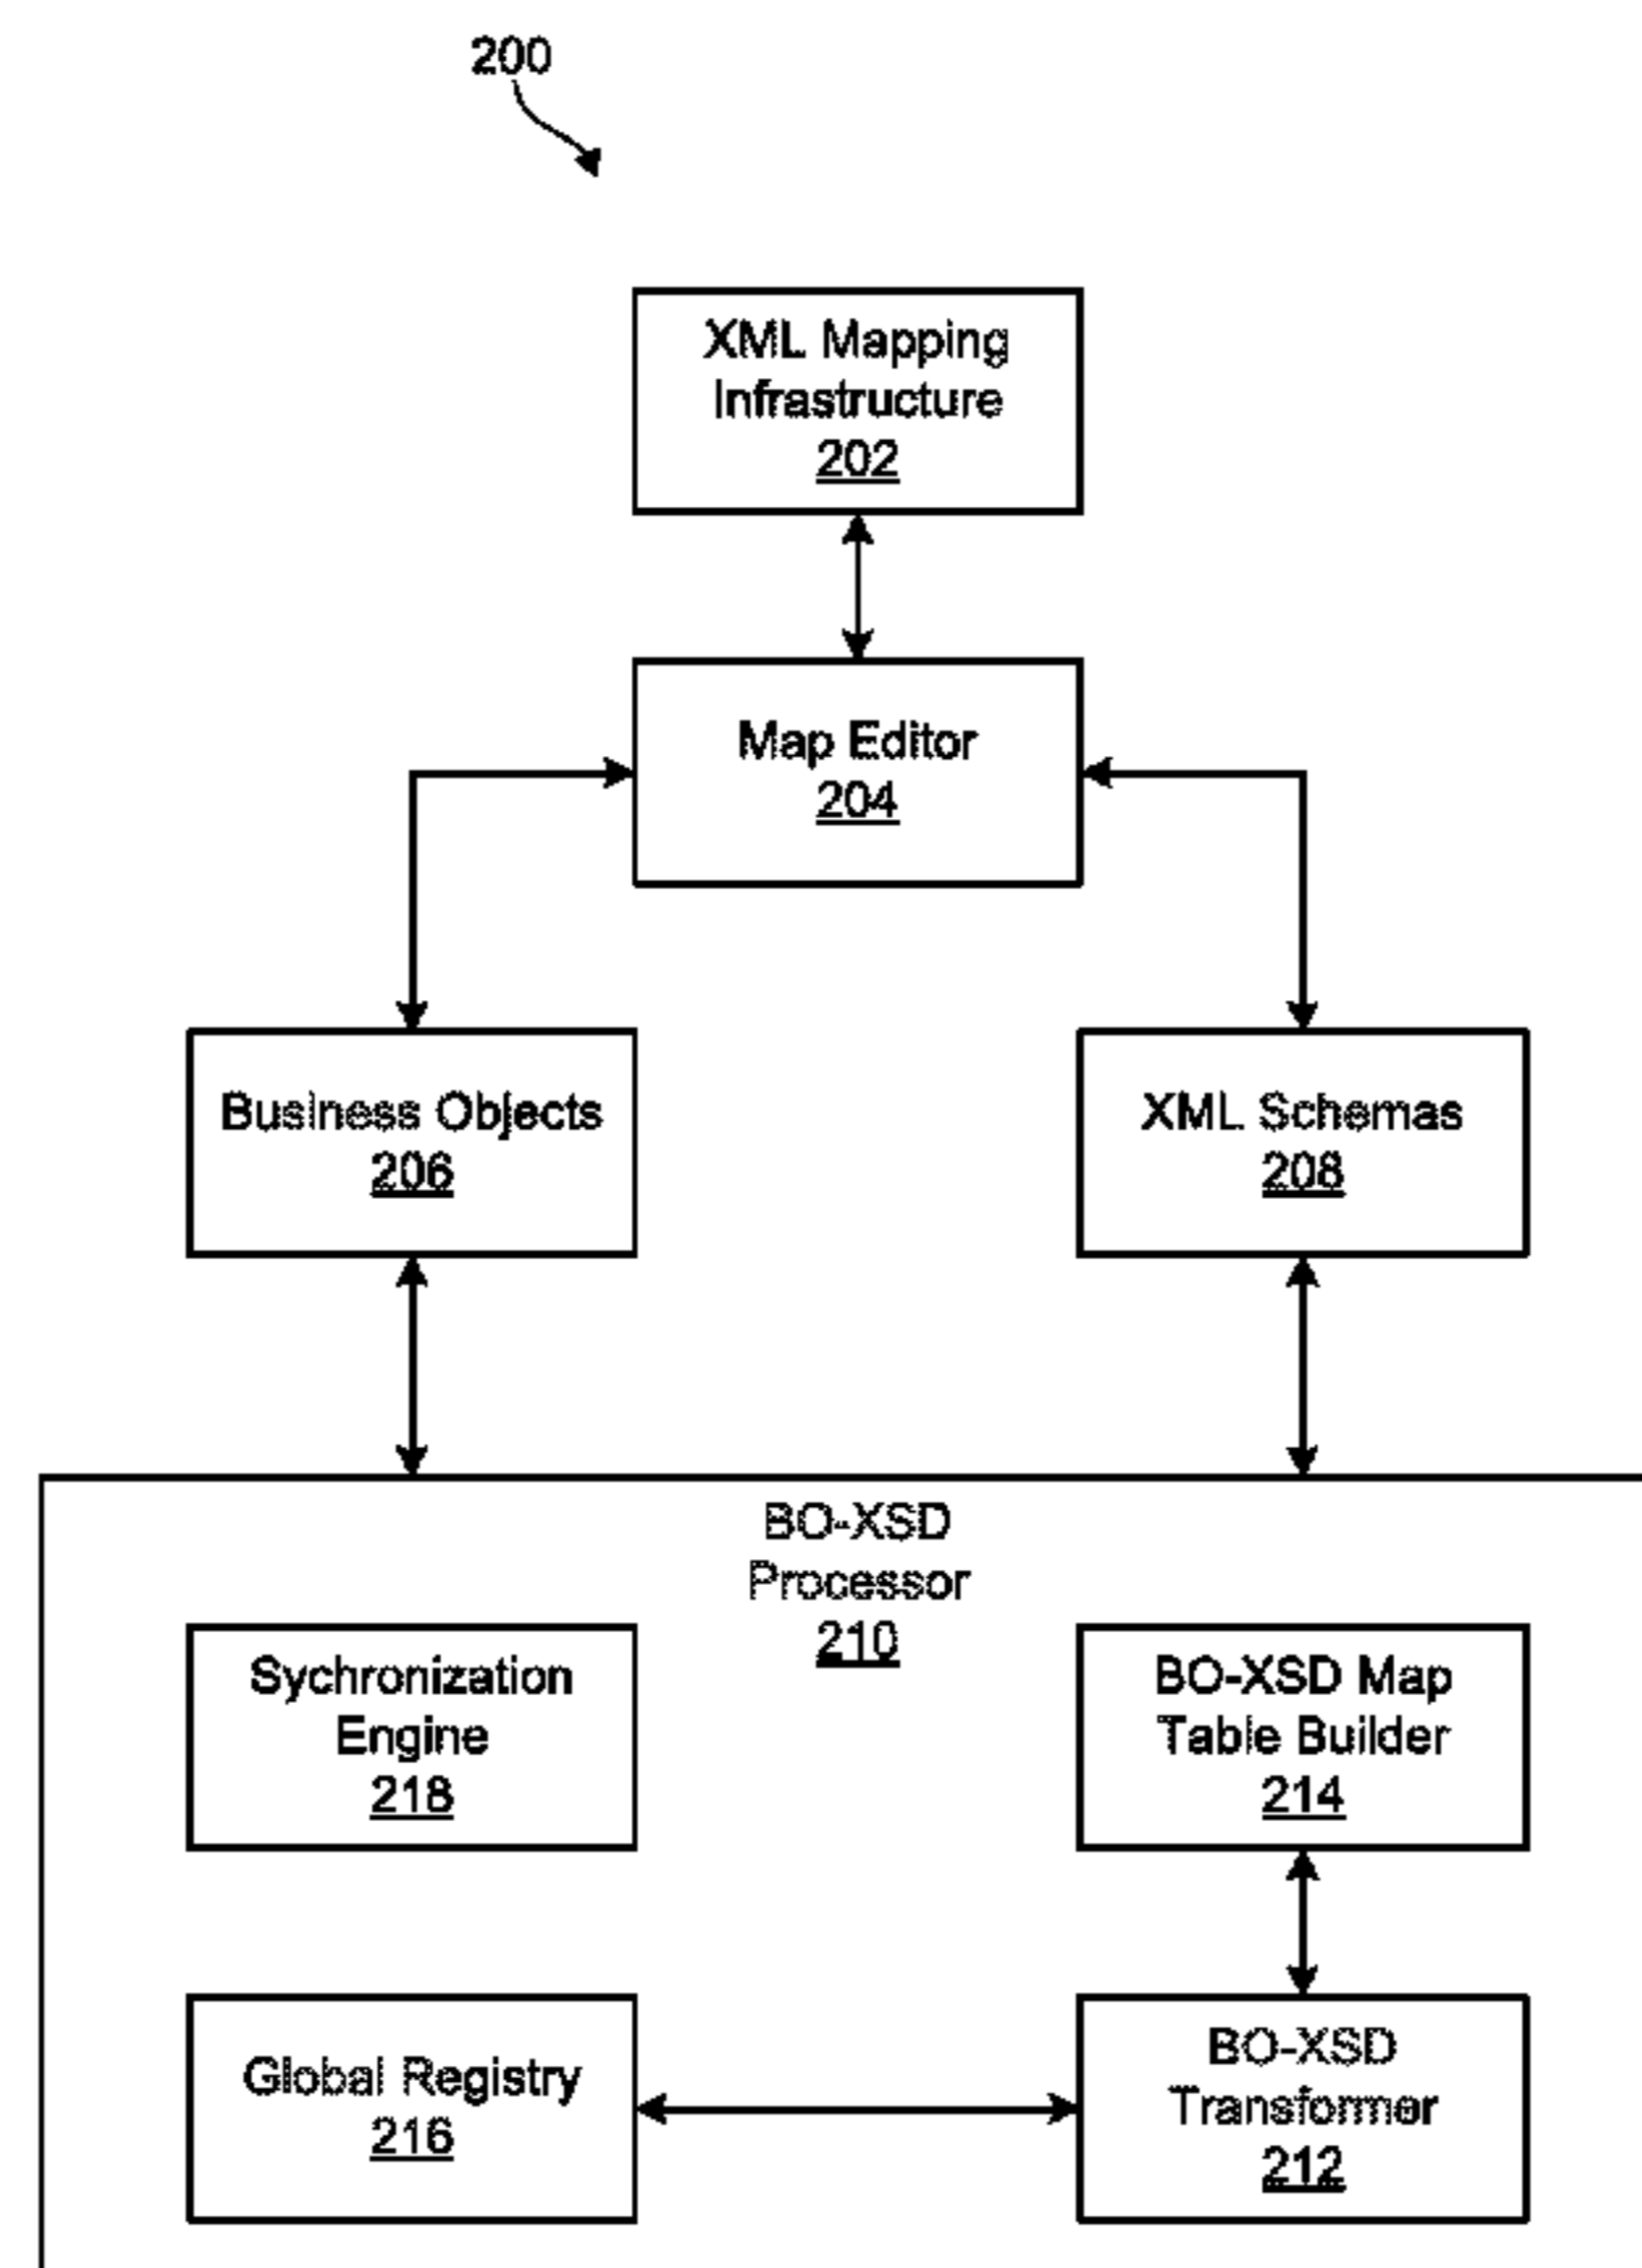 200
XML Mapping
Infrastructure
202
Map Editor
204
Business Objects
206
XML Schemas
208
BO-XSD
Processor
210
Sychronization
Engine
218
BO-XSD Map
Table Builder
214
Global Registry
216
BO-XSD
Transformer
212